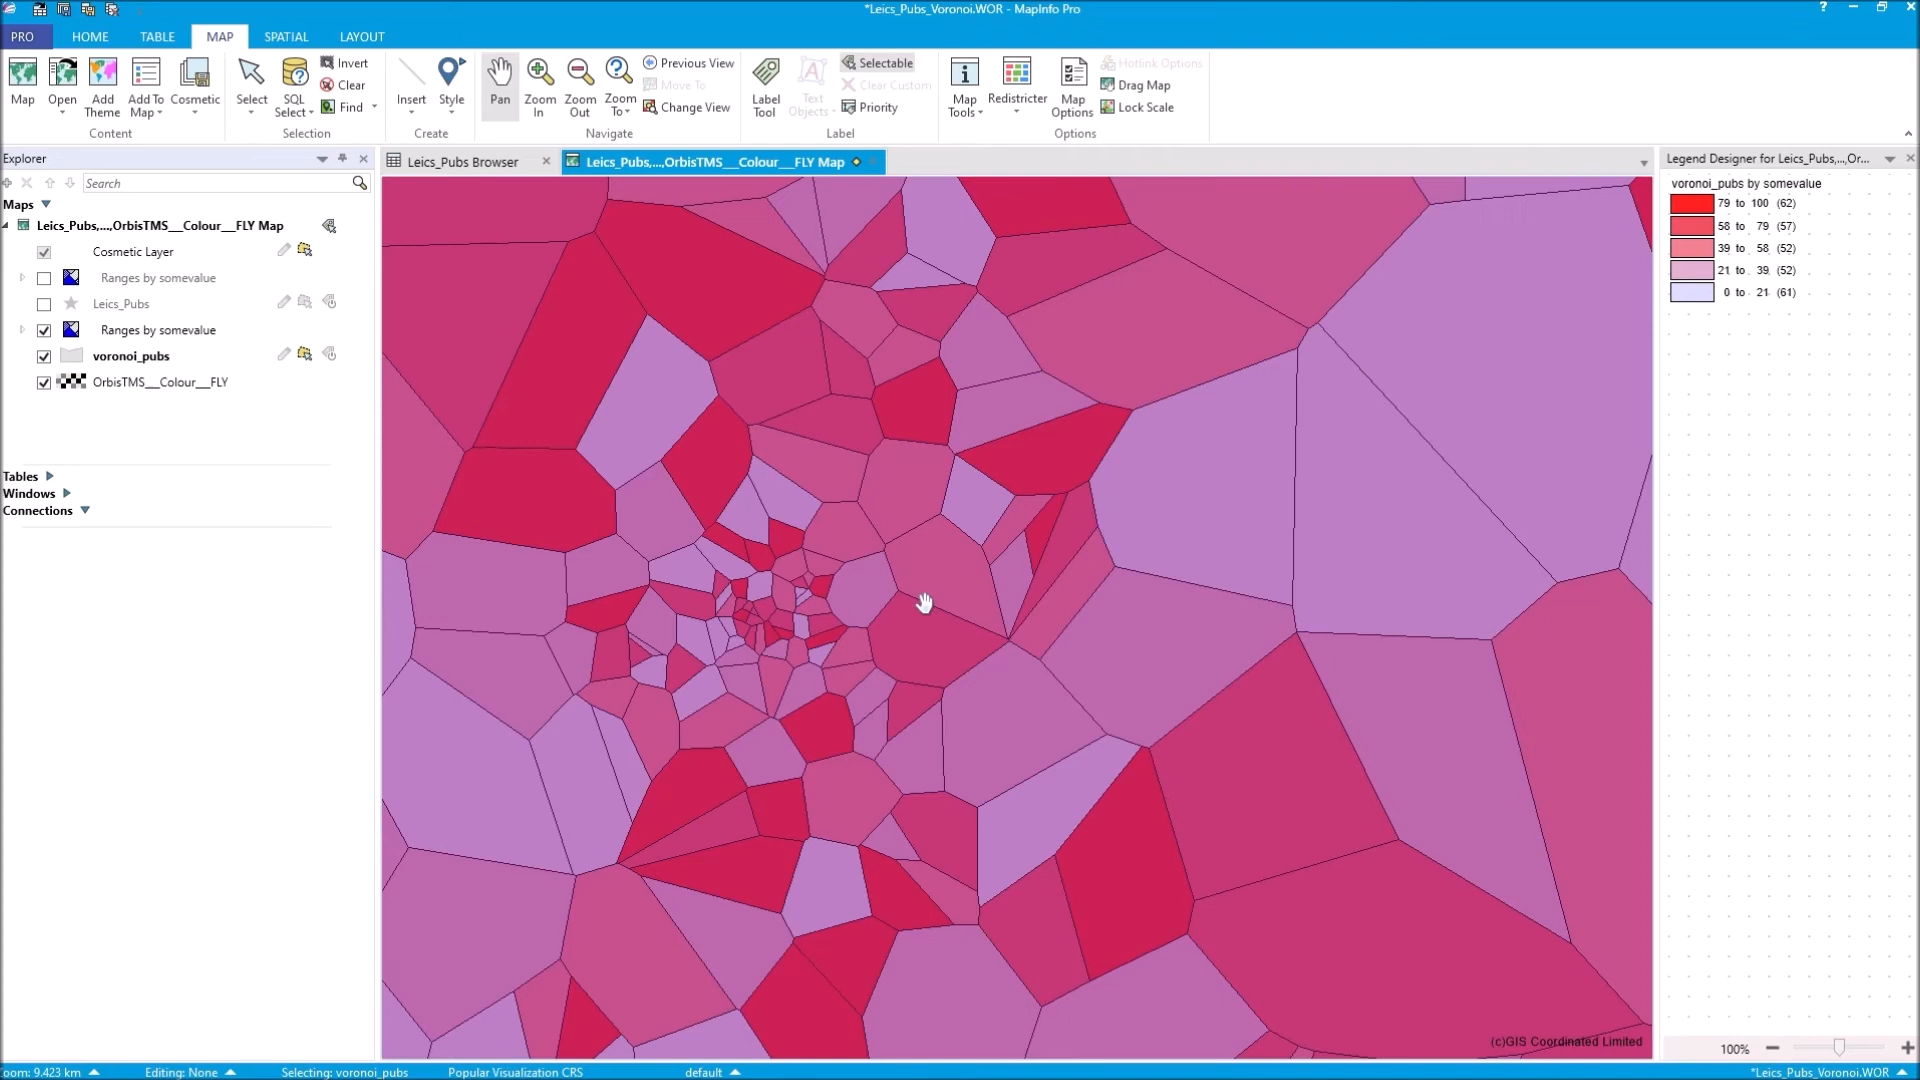 *Leics_Pubs_Voronoi.WOR - MapInfo Pro
?
PRO HOME TABLE MAP SPATIAL LAYOUT
Map
Open
Add Theme
Add To Map
Cosmetic
Content
Select
SQL Select
Invert
Clear
Find
Selection
Insert
Style
Create
Pan
Zoom In
Zoom Out
Zoom To
Previous View
Move To
Change View
Navigate
Label Tool
Text Objects
Selectable
Clear Custom
Priority
Label
Map Tools
Redistricter
Map Options
Hotlink Options
Drag Map
Lock Scale
Options
Explorer
Search
Maps
Leics_Pubs,...,OrbisTMS__Colour__FLY Map
Cosmetic Layer
Ranges by somevalue
Leics_Pubs
Ranges by somevalue
voronoi_pubs
OrbisTMS__Colour__FLY
Tables
Windows
Connections
Leics_Pubs Browser
Leics_Pubs,...,OrbisTMS__Colour__FLY Map
(c)GIS Coordinated Limited
Legend Designer for Leics_Pubs,...,Or...
voronoi_pubs by somevalue
79 to 100 (62)
58 to 79 (57)
39 to 58 (52)
21 to 39 (52)
0 to 21 (61)
100%
oom: 9.423 km
Editing: None
Selecting: voronoi_pubs
Popular Visualization CRS
default
*Leics_Pubs_Voronoi.WOR